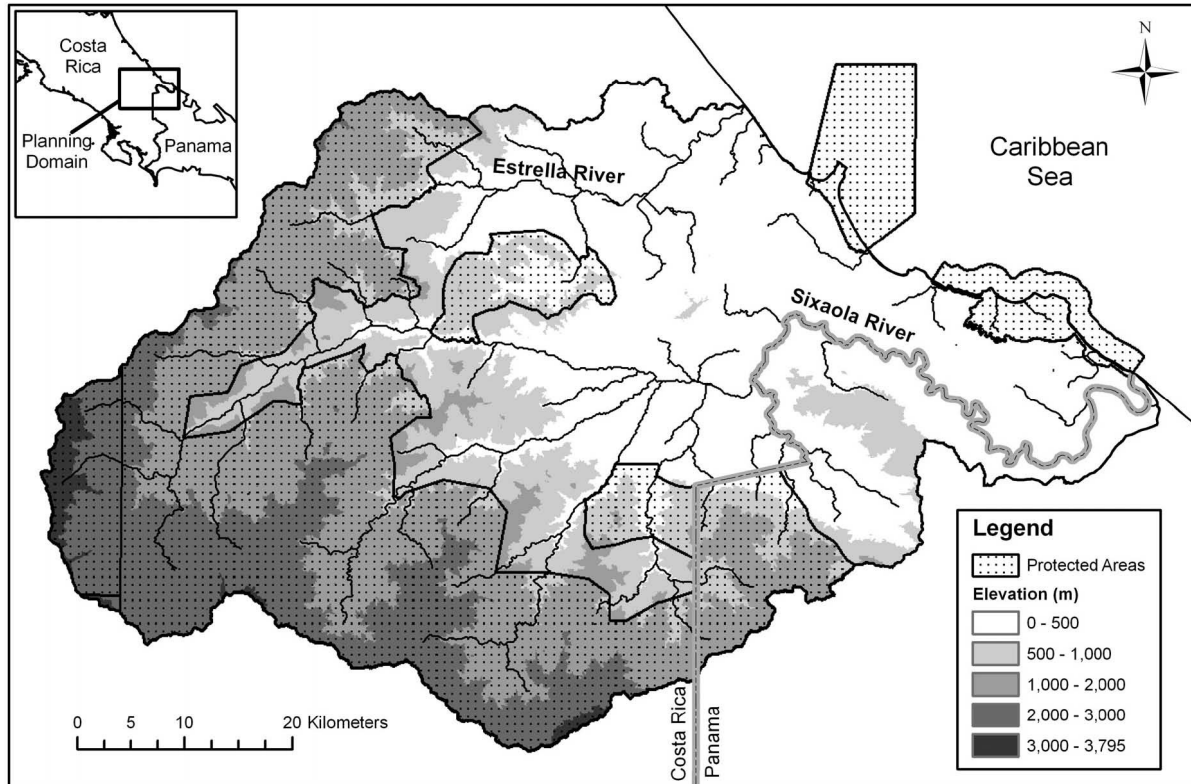 Costa
Rica
Planning
Domain
Panama
N
Caribbean
Sea
Estrella River
Sixaola River
Legend
Protected Areas
Elevation (m)
0 - 500
500 - 1,000
1,000 - 2,000
2,000 - 3,000
3,000 - 3,795
0 5 10 20 Kilometers
Costa Rica
Panama